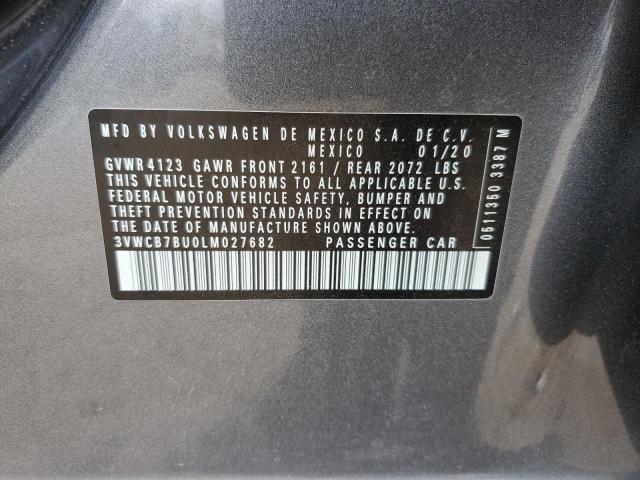 MFD BY VOLKSWAGEN DE MEXICO S.A. DE C.V.
MEXICO 01/20
GVWR 4123 GAWR FRONT 2161 / REAR 2072 LBS
THIS VEHICLE CONFORMS TO ALL APPLICABLE U.S.
FEDERAL MOTOR VEHICLE SAFETY, BUMPER AND
THEFT PREVENTION STANDARDS IN EFFECT ON
THE DATE OF MANUFACTURE SHOWN ABOVE.
3VWCB7BU0LM027682 PASSENGER CAR
0511350 3387 M